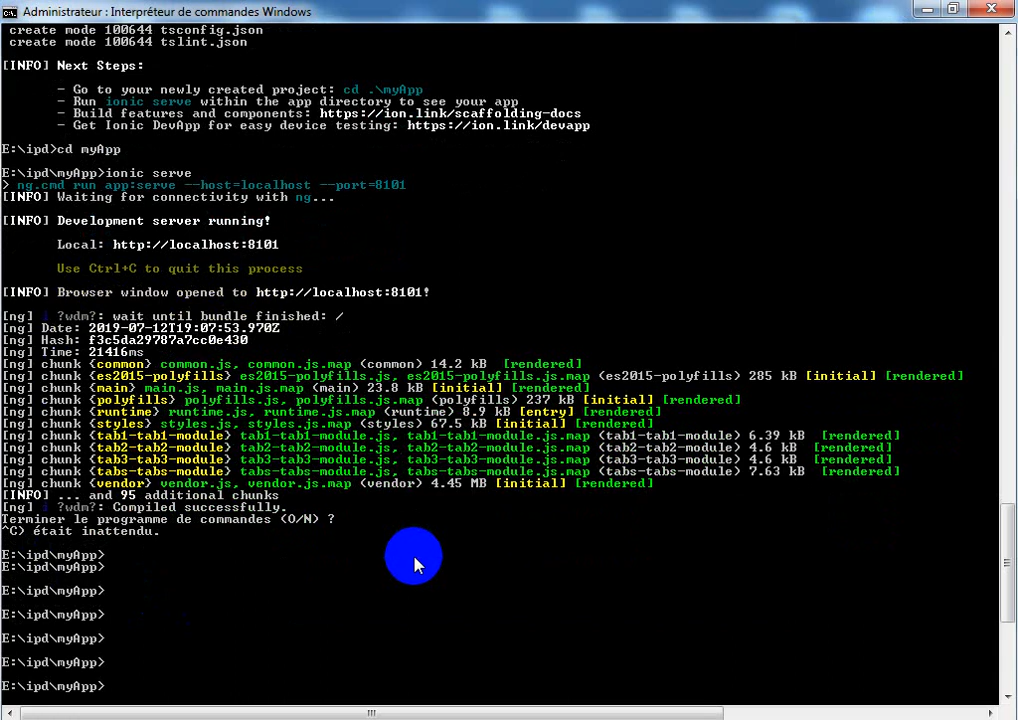 Administrateur : Interpréteur de commandes Windows
create mode 100644 tsconfig.json
create mode 100644 tslint.json
[INFO] Next Steps:
- Go to your newly created project: cd .\myApp
- Run ionic serve within the app directory to see your app
- Build features and components: https://ion.link/scaffolding-docs
- Get Ionic DevApp for easy device testing: https://ion.link/devapp
E:\ipd>cd myApp
E:\ipd\myApp>ionic serve
> ng.cmd run app:serve --host=localhost --port=8101
[INFO] Waiting for connectivity with ng...
[INFO] Development server running!
Local: http://localhost:8101
Use Ctrl+C to quit this process
[INFO] Browser window opened to http://localhost:8101!
[ng] i ?wdm?: wait until bundle finished: /
[ng] Date: 2019-07-12T19:07:53.970Z
[ng] Hash: f3c5da29787a7cc0e430
[ng] Time: 21416ms
[ng] chunk {common} common.js, common.js.map (common) 14.2 kB [rendered]
[ng] chunk {es2015-polyfills} es2015-polyfills.js, es2015-polyfills.js.map (es2015-polyfills) 285 kB [initial] [rendered]
[ng] chunk {main} main.js, main.js.map (main) 23.8 kB [initial] [rendered]
[ng] chunk {polyfills} polyfills.js, polyfills.js.map (polyfills) 237 kB [initial] [rendered]
[ng] chunk {runtime} runtime.js, runtime.js.map (runtime) 8.9 kB [entry] [rendered]
[ng] chunk {styles} styles.js, styles.js.map (styles) 67.5 kB [initial] [rendered]
[ng] chunk {tab1-tab1-module} tab1-tab1-module.js, tab1-tab1-module.js.map (tab1-tab1-module) 6.39 kB [rendered]
[ng] chunk {tab2-tab2-module} tab2-tab2-module.js, tab2-tab2-module.js.map (tab2-tab2-module) 4.6 kB [rendered]
[ng] chunk {tab3-tab3-module} tab3-tab3-module.js, tab3-tab3-module.js.map (tab3-tab3-module) 4.6 kB [rendered]
[ng] chunk {tabs-tabs-module} tabs-tabs-module.js, tabs-tabs-module.js.map (tabs-tabs-module) 7.63 kB [rendered]
[ng] chunk {vendor} vendor.js, vendor.js.map (vendor) 4.45 MB [initial] [rendered]
[INFO] ... and 95 additional chunks
[ng] i ?wdm?: Compiled successfully.
Terminer le programme de commandes (O/N) ?
^C) était inattendu.
E:\ipd\myApp>
E:\ipd\myApp>
E:\ipd\myApp>
E:\ipd\myApp>
E:\ipd\myApp>
E:\ipd\myApp>
E:\ipd\myApp>